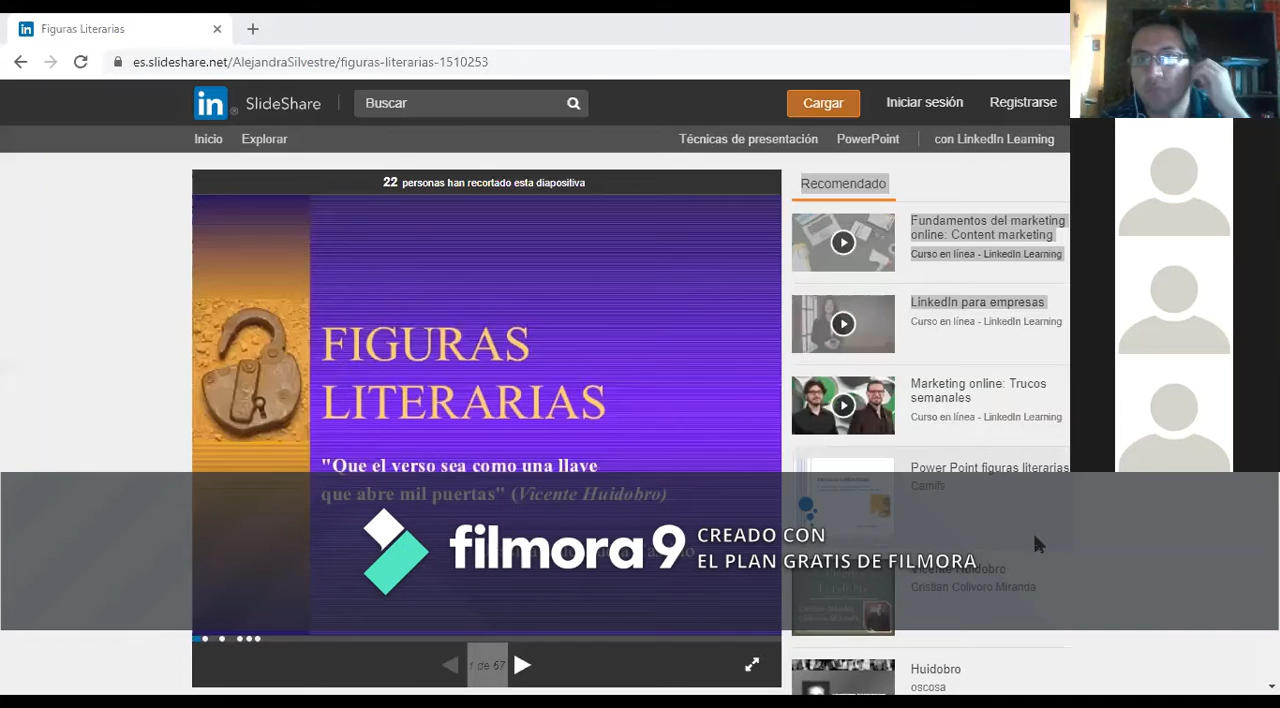 Figuras Literarias
es.slideshare.net/AlejandraSilvestre/figuras-literarias-1510253
in SlideShare
Buscar
Cargar
Iniciar sesión
Registrarse
Inicio
Explorar
Técnicas de presentación
PowerPoint
con LinkedIn Learning
22 personas han recortado esta diapositiva
FIGURAS
LITERARIAS
"Que el verso sea como una llave
que abre mil puertas" (Vicente Huidobro)
1 de 67
Recomendado
Fundamentos del marketing
online: Content marketing
Curso en línea - LinkedIn Learning
LinkedIn para empresas
Curso en línea - LinkedIn Learning
Marketing online: Trucos
semanales
Curso en línea - LinkedIn Learning
Power Point figuras literarias
Camifs
Vicente Huidobro
Cristian Colivoro Miranda
Huidobro
oscosa
filmora9
CREADO CON
EL PLAN GRATIS DE FILMORA